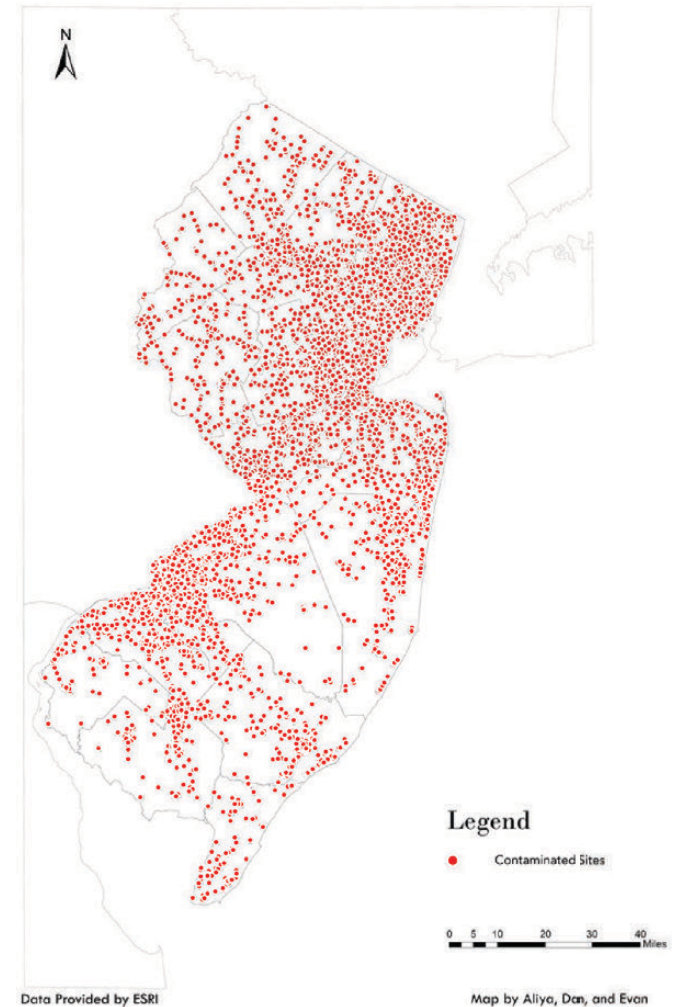 N
Legend
Contaminated Sites
0 5 10 20 30 40
Miles
Data Provided by ESRI
Map by Aliya, Dan, and Evan